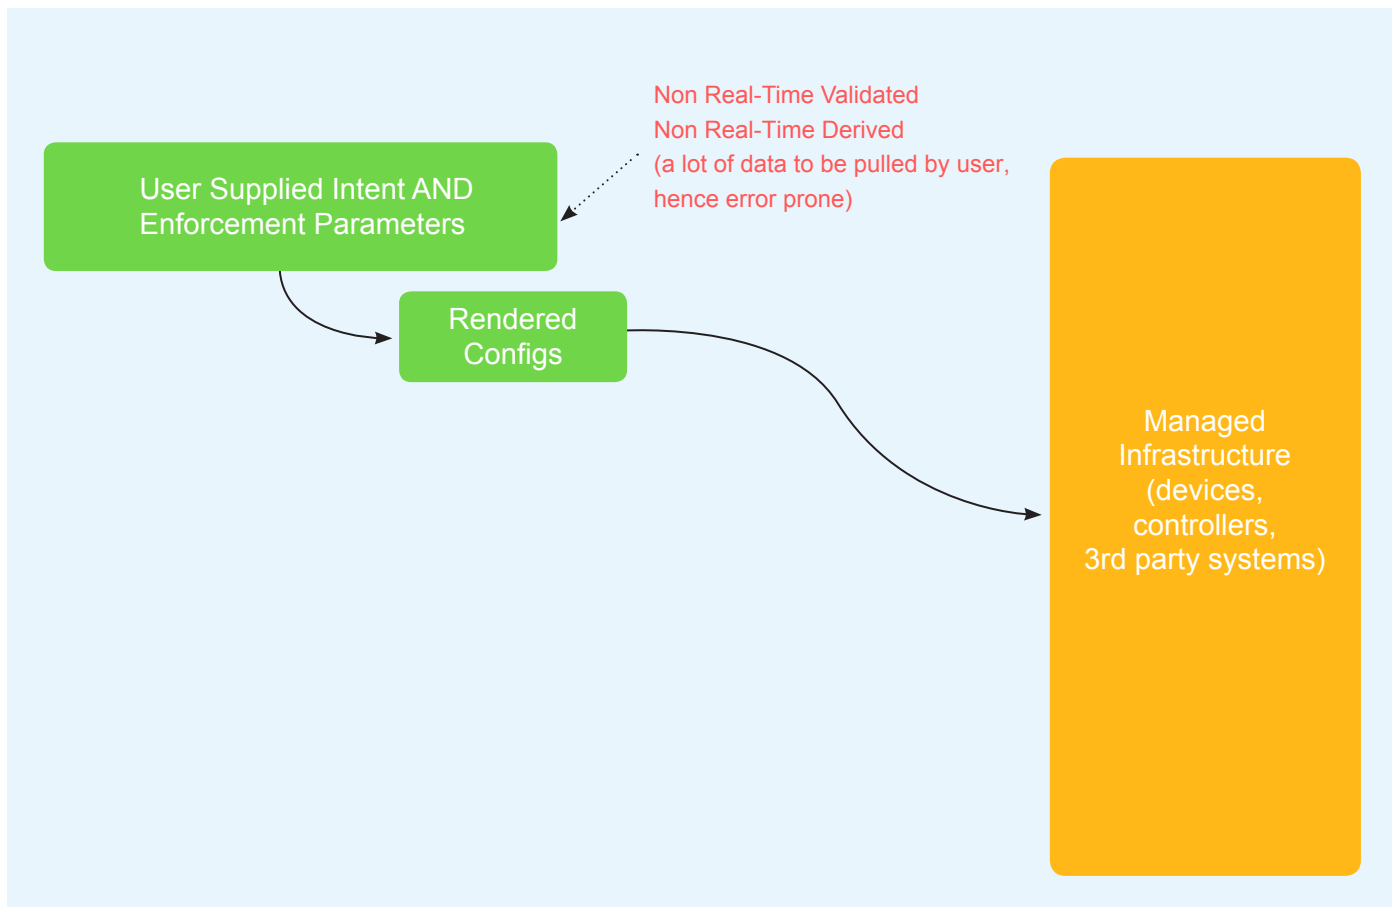 Non Real-Time Validated
Non Real-Time Derived
(a lot of data to be pulled by user,
hence error prone)
User Supplied Intent AND
Enforcement Parameters
Rendered
Configs
Managed
Infrastructure
(devices,
controllers,
3rd party systems)